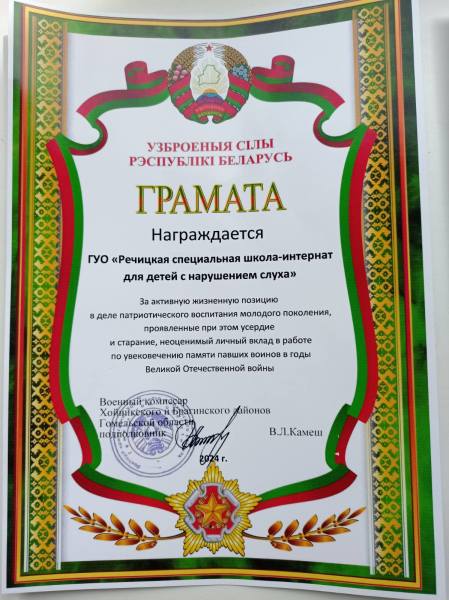 УЗБРОЕНЫЯ СІЛЫ
РЭСПУБЛІКІ БЕЛАРУСЬ
ГРАМАТА
Награждается
ГУО «Речицкая специальная школа-интернат
для детей с нарушением слуха»
За активную жизненную позицию
в деле патриотического воспитания молодого поколения,
проявленные при этом усердие
и старание, неоценимый личный вклад в работе
по увековечению памяти павших воинов в годы
Великой Отечественной войны
Военный комиссар
Хойникского и Брагинского районов
Гомельской области
подполковник В.Л.Камеш
2024 г.